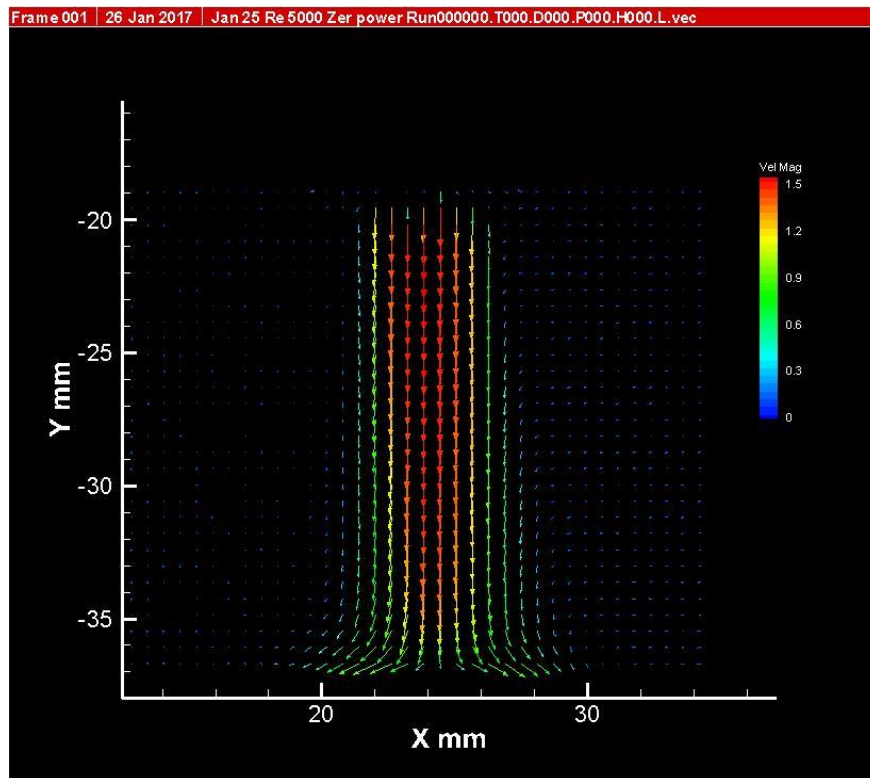 Frame 001 | 26 Jan 2017 | Jan 25 Re 5000 Zer power Run000000.T000.D000.P000.H000.L.vec
Vel Mag
1.5
1.2
0.9
0.6
0.3
0
-20
-25
-30
-35
Y mm
20 30
X mm